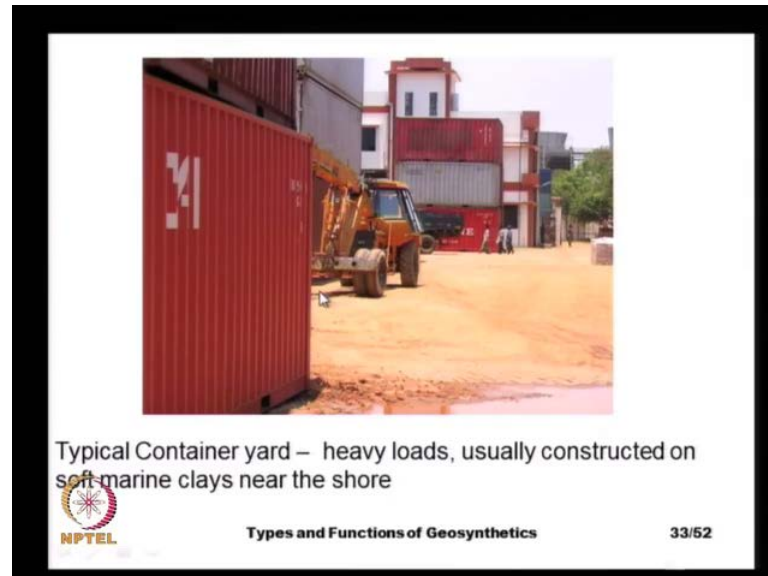 Typical Container yard – heavy loads, usually constructed on
soft marine clays near the shore
NPTEL
Types and Functions of Geosynthetics
33/52